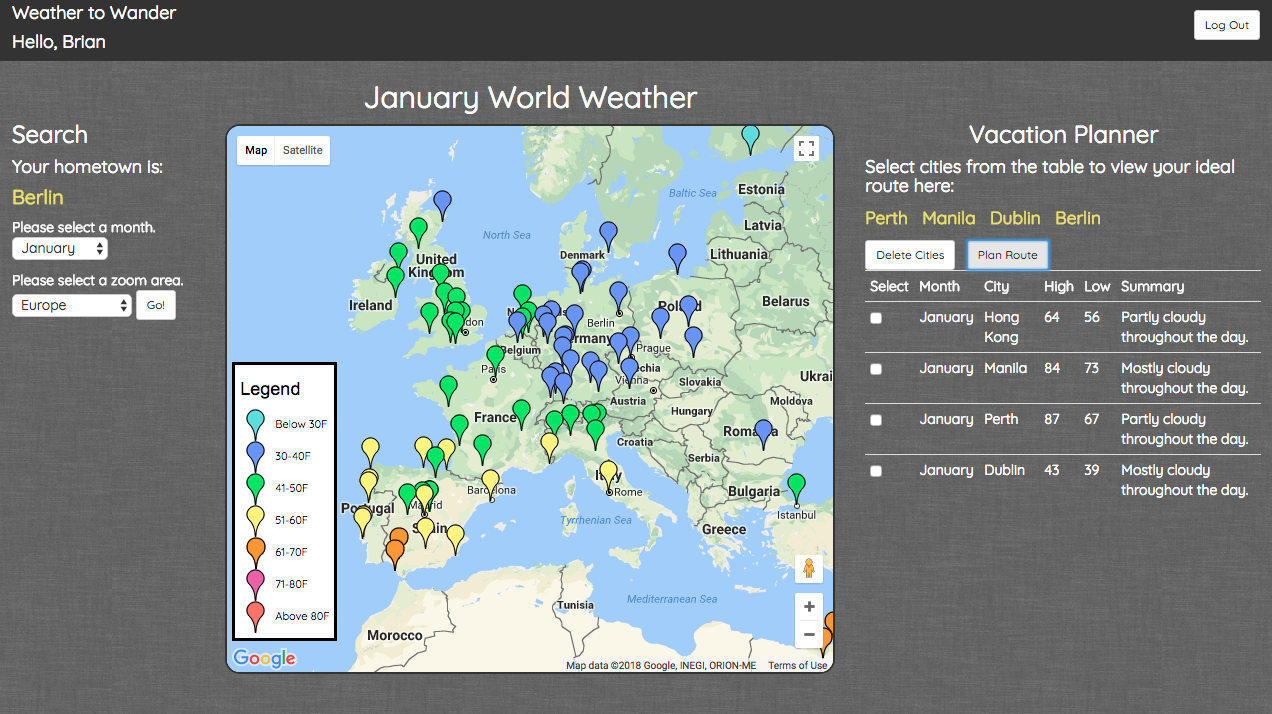 Weather to Wander
Hello, Brian
Log Out
January World Weather
Search
Your hometown is:
Berlin
Please select a month.
January
Please select a zoom area.
Europe
Go!
Map
Satellite
Baltic Sea
Estonia
Latvia
North Sea
Denmark
Lithuania
United
Kingdom
Ireland
Belarus
Berlin
Belgium
Prague
Paris
Vienna
Slovakia
Ukrai
Austria
Moldova
Hungary
France
Croatia
Romania
Serbia
Italy
Barcelona
Rome
Bulgaria
Madrid
Portugal
Istanbul
Spain
Tyrrhenian Sea
Greece
Mediterranean Sea
Tunisia
Morocco
Legend
Below 30F
30-40F
41-50F
51-60F
61-70F
71-80F
Above 80F
Google
Map data ©2018 Google, INEGI, ORION-ME
Terms of Use
Vacation Planner
Select cities from the table to view your ideal
route here:
Perth Manila Dublin Berlin
Delete Cities
Plan Route
Select Month City High Low Summary
January Hong Kong 64 56 Partly cloudy
throughout the day.
January Manila 84 73 Mostly cloudy
throughout the day.
January Perth 87 67 Partly cloudy
throughout the day.
January Dublin 43 39 Mostly cloudy
throughout the day.